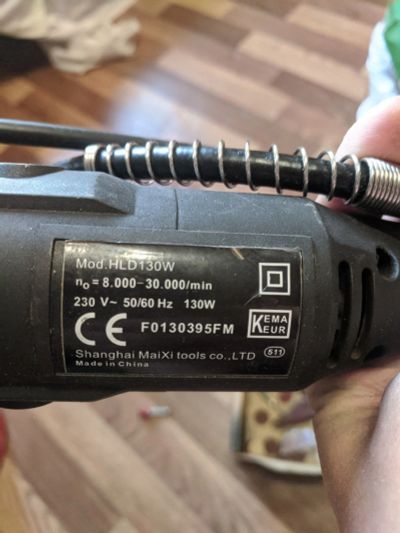 Mod.HLD130W
n₀ = 8.000-30.000/min
230 V~ 50/60 Hz 130W
CE F0130395FM
KEMA
KEUR
Shanghai MaiXi tools co.,LTD 511
Made in China